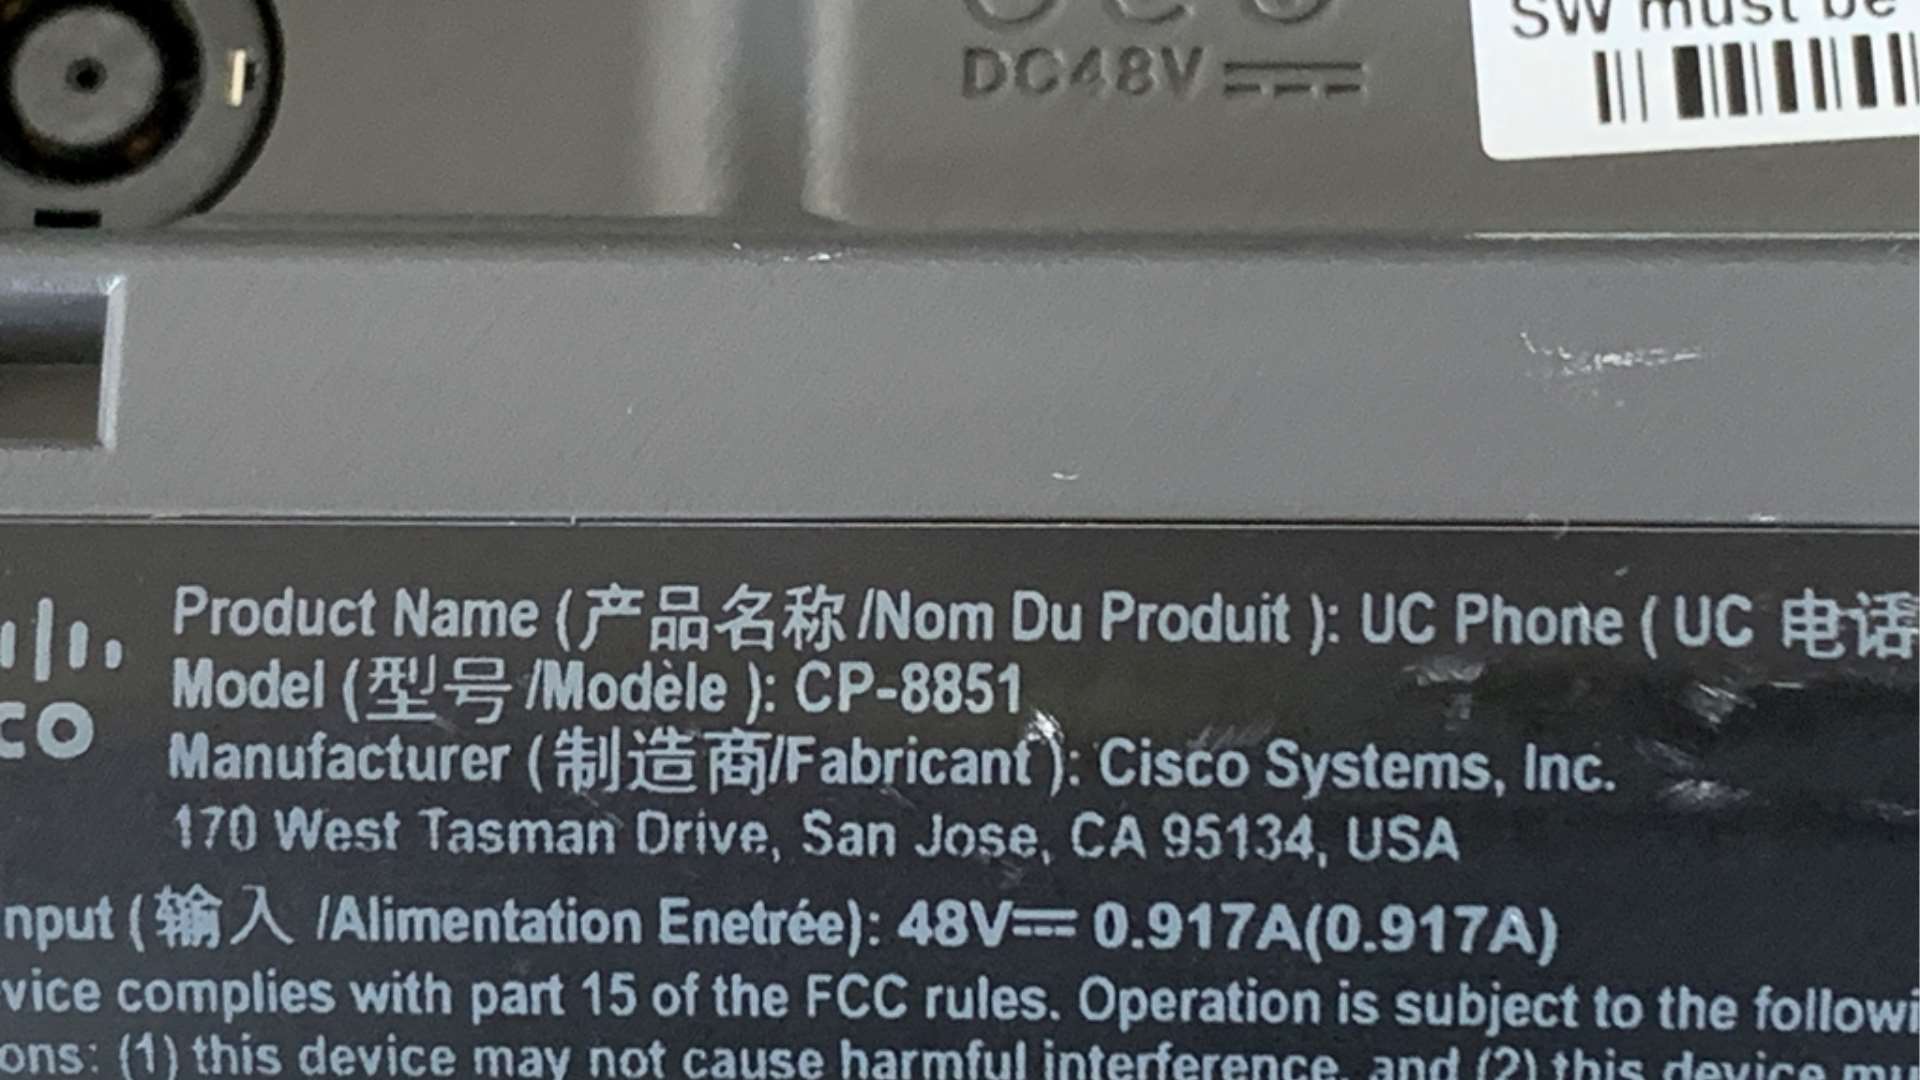 DC48V
SW must be
Product Name (产品名称/Nom Du Produit ): UC Phone ( UC 电话
Model (型号/Modèle ): CP-8851
co
Manufacturer (制造商/Fabricant ): Cisco Systems, Inc.
170 West Tasman Drive, San Jose, CA 95134, USA
nput ( 输入 /Alimentation Enetrée): 48V⎓ 0.917A(0.917A)
vice complies with part 15 of the FCC rules. Operation is subject to the followi
ons: (1) this device may not cause harmful interference, and (2) this device mu